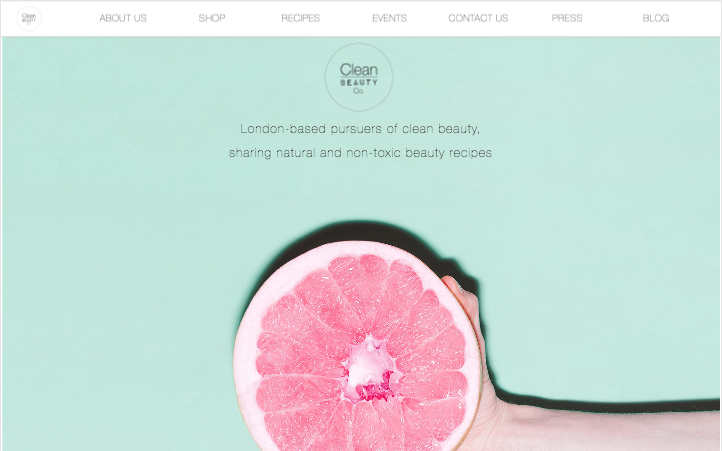 Clean
BEAUTY
Co.
ABOUT US
SHOP
RECIPES
EVENTS
CONTACT US
PRESS
BLOG
Clean
BEAUTY
Co.
London-based pursuers of clean beauty,
sharing natural and non-toxic beauty recipes